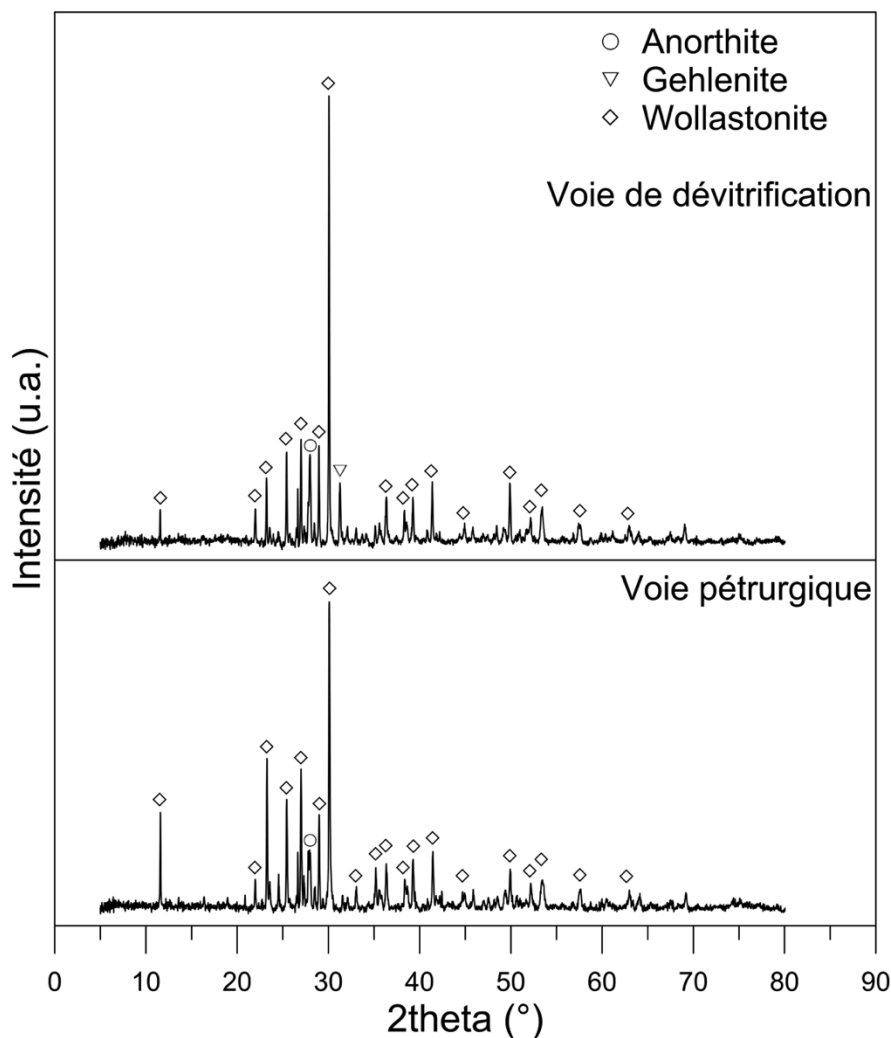 Anorthite
Gehlenite
Wollastonite
Voie de dévitrification
Intensité (u.a.)
Voie pétrurgique
0 10 20 30 40 50 60 70 80 90
2theta (°)